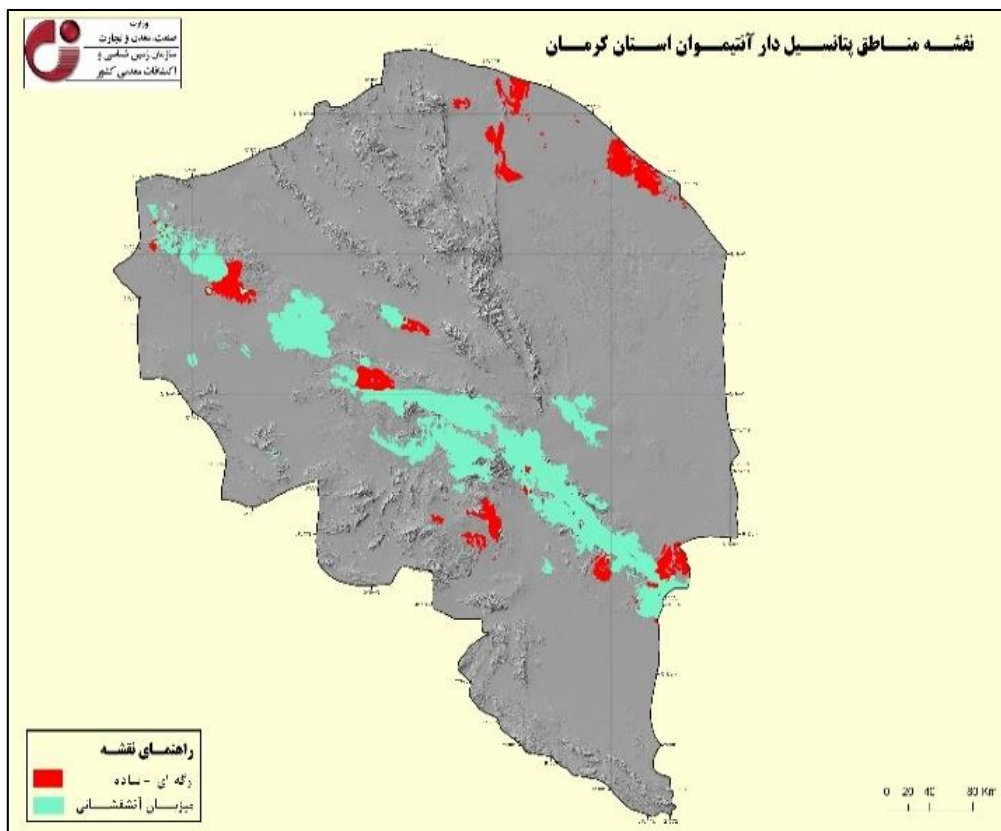 وزارت
صنعت، معدن و تجارت
سازمان زمین شناسی و
اکتشافات معدنی کشور
نقشه مناطق پتانسیل دار آنتیموان استان کرمان
راهنمای نقشه
رگه ای - ساده
میزبان آتشفشانی
0 20 40 80 Km